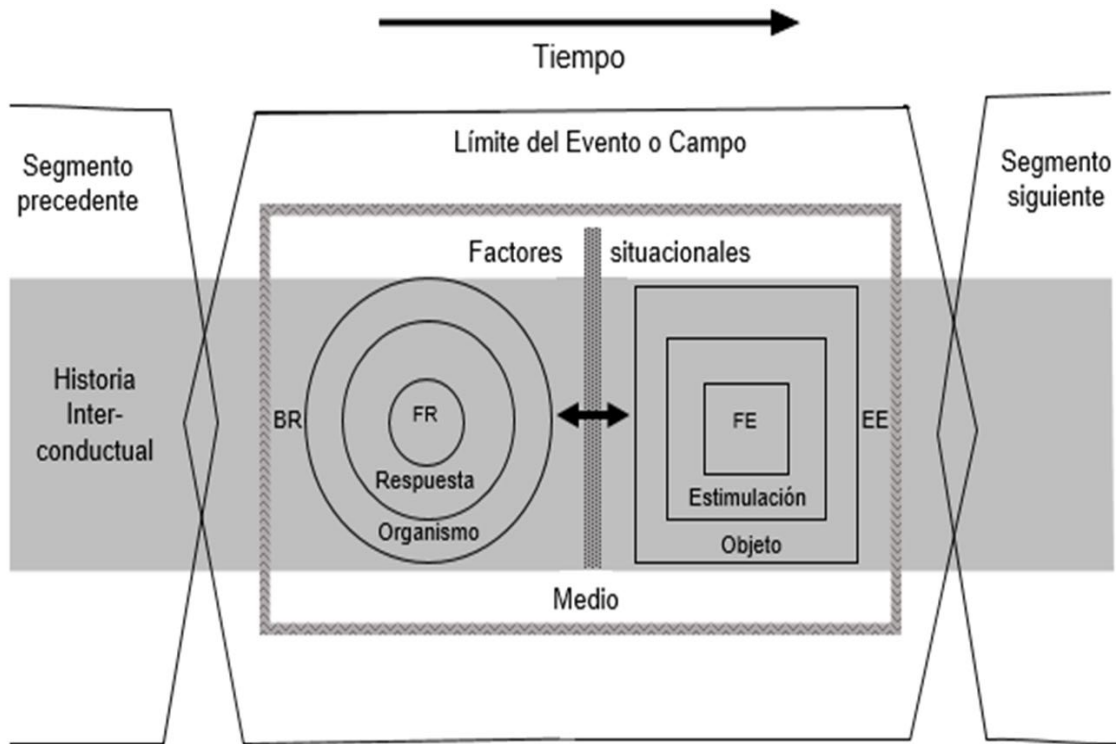 Tiempo
Límite del Evento o Campo
Segmento
precedente
Segmento
siguiente
Factores situacionales
Historia
Inter-
conductual
BR
FR
Respuesta
Organismo
FE
EE
Estimulación
Objeto
Medio